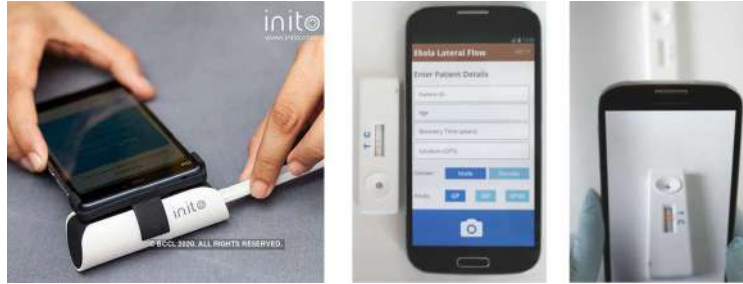 inito
www.inito.com
inito
© BCCL 2020. ALL RIGHTS RESERVED.
T C
Ebola Lateral Flow
Enter Patient Details
Patient ID
Age
Recovery Time (years)
Location (GPS)
Gender:
Male
Female
GP